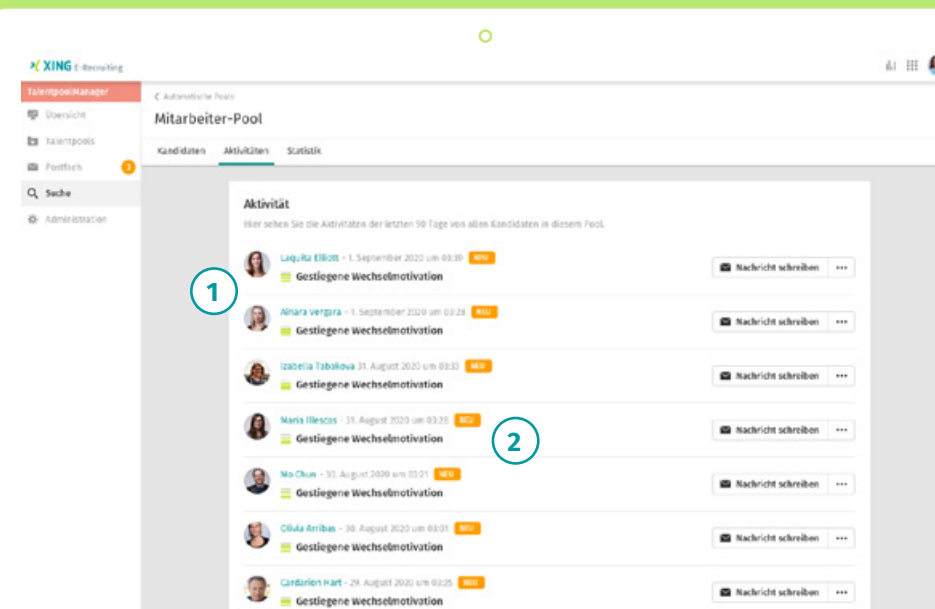 XING E-Recruiting
TalentpoolManager
Übersicht
Talentpools
Postfach 3
Suche
Administration
Automatische Pools
Mitarbeiter-Pool
Kandidaten Aktivitäten Statistik
Aktivität
Hier sehen Sie die Aktivitäten der letzten 90 Tage von allen Kandidaten in diesem Pool.
Laquita Elliott - 1. September 2020 um 03:39 NEU
Gestiegene Wechselmotivation
Nachricht schreiben
1
Ainara Vergara - 1. September 2020 um 03:28 NEU
Gestiegene Wechselmotivation
Nachricht schreiben
Izabella Tabakova 31. August 2020 um 03:33 NEU
Gestiegene Wechselmotivation
Nachricht schreiben
Maria Illescas - 31. August 2020 um 03:28 NEU
Gestiegene Wechselmotivation
Nachricht schreiben
2
Mo Chun - 30. August 2020 um 03:21 NEU
Gestiegene Wechselmotivation
Nachricht schreiben
Olivia Arribas - 30. August 2020 um 03:01 NEU
Gestiegene Wechselmotivation
Nachricht schreiben
Cardarion Hart - 29. August 2020 um 03:25 NEU
Gestiegene Wechselmotivation
Nachricht schreiben